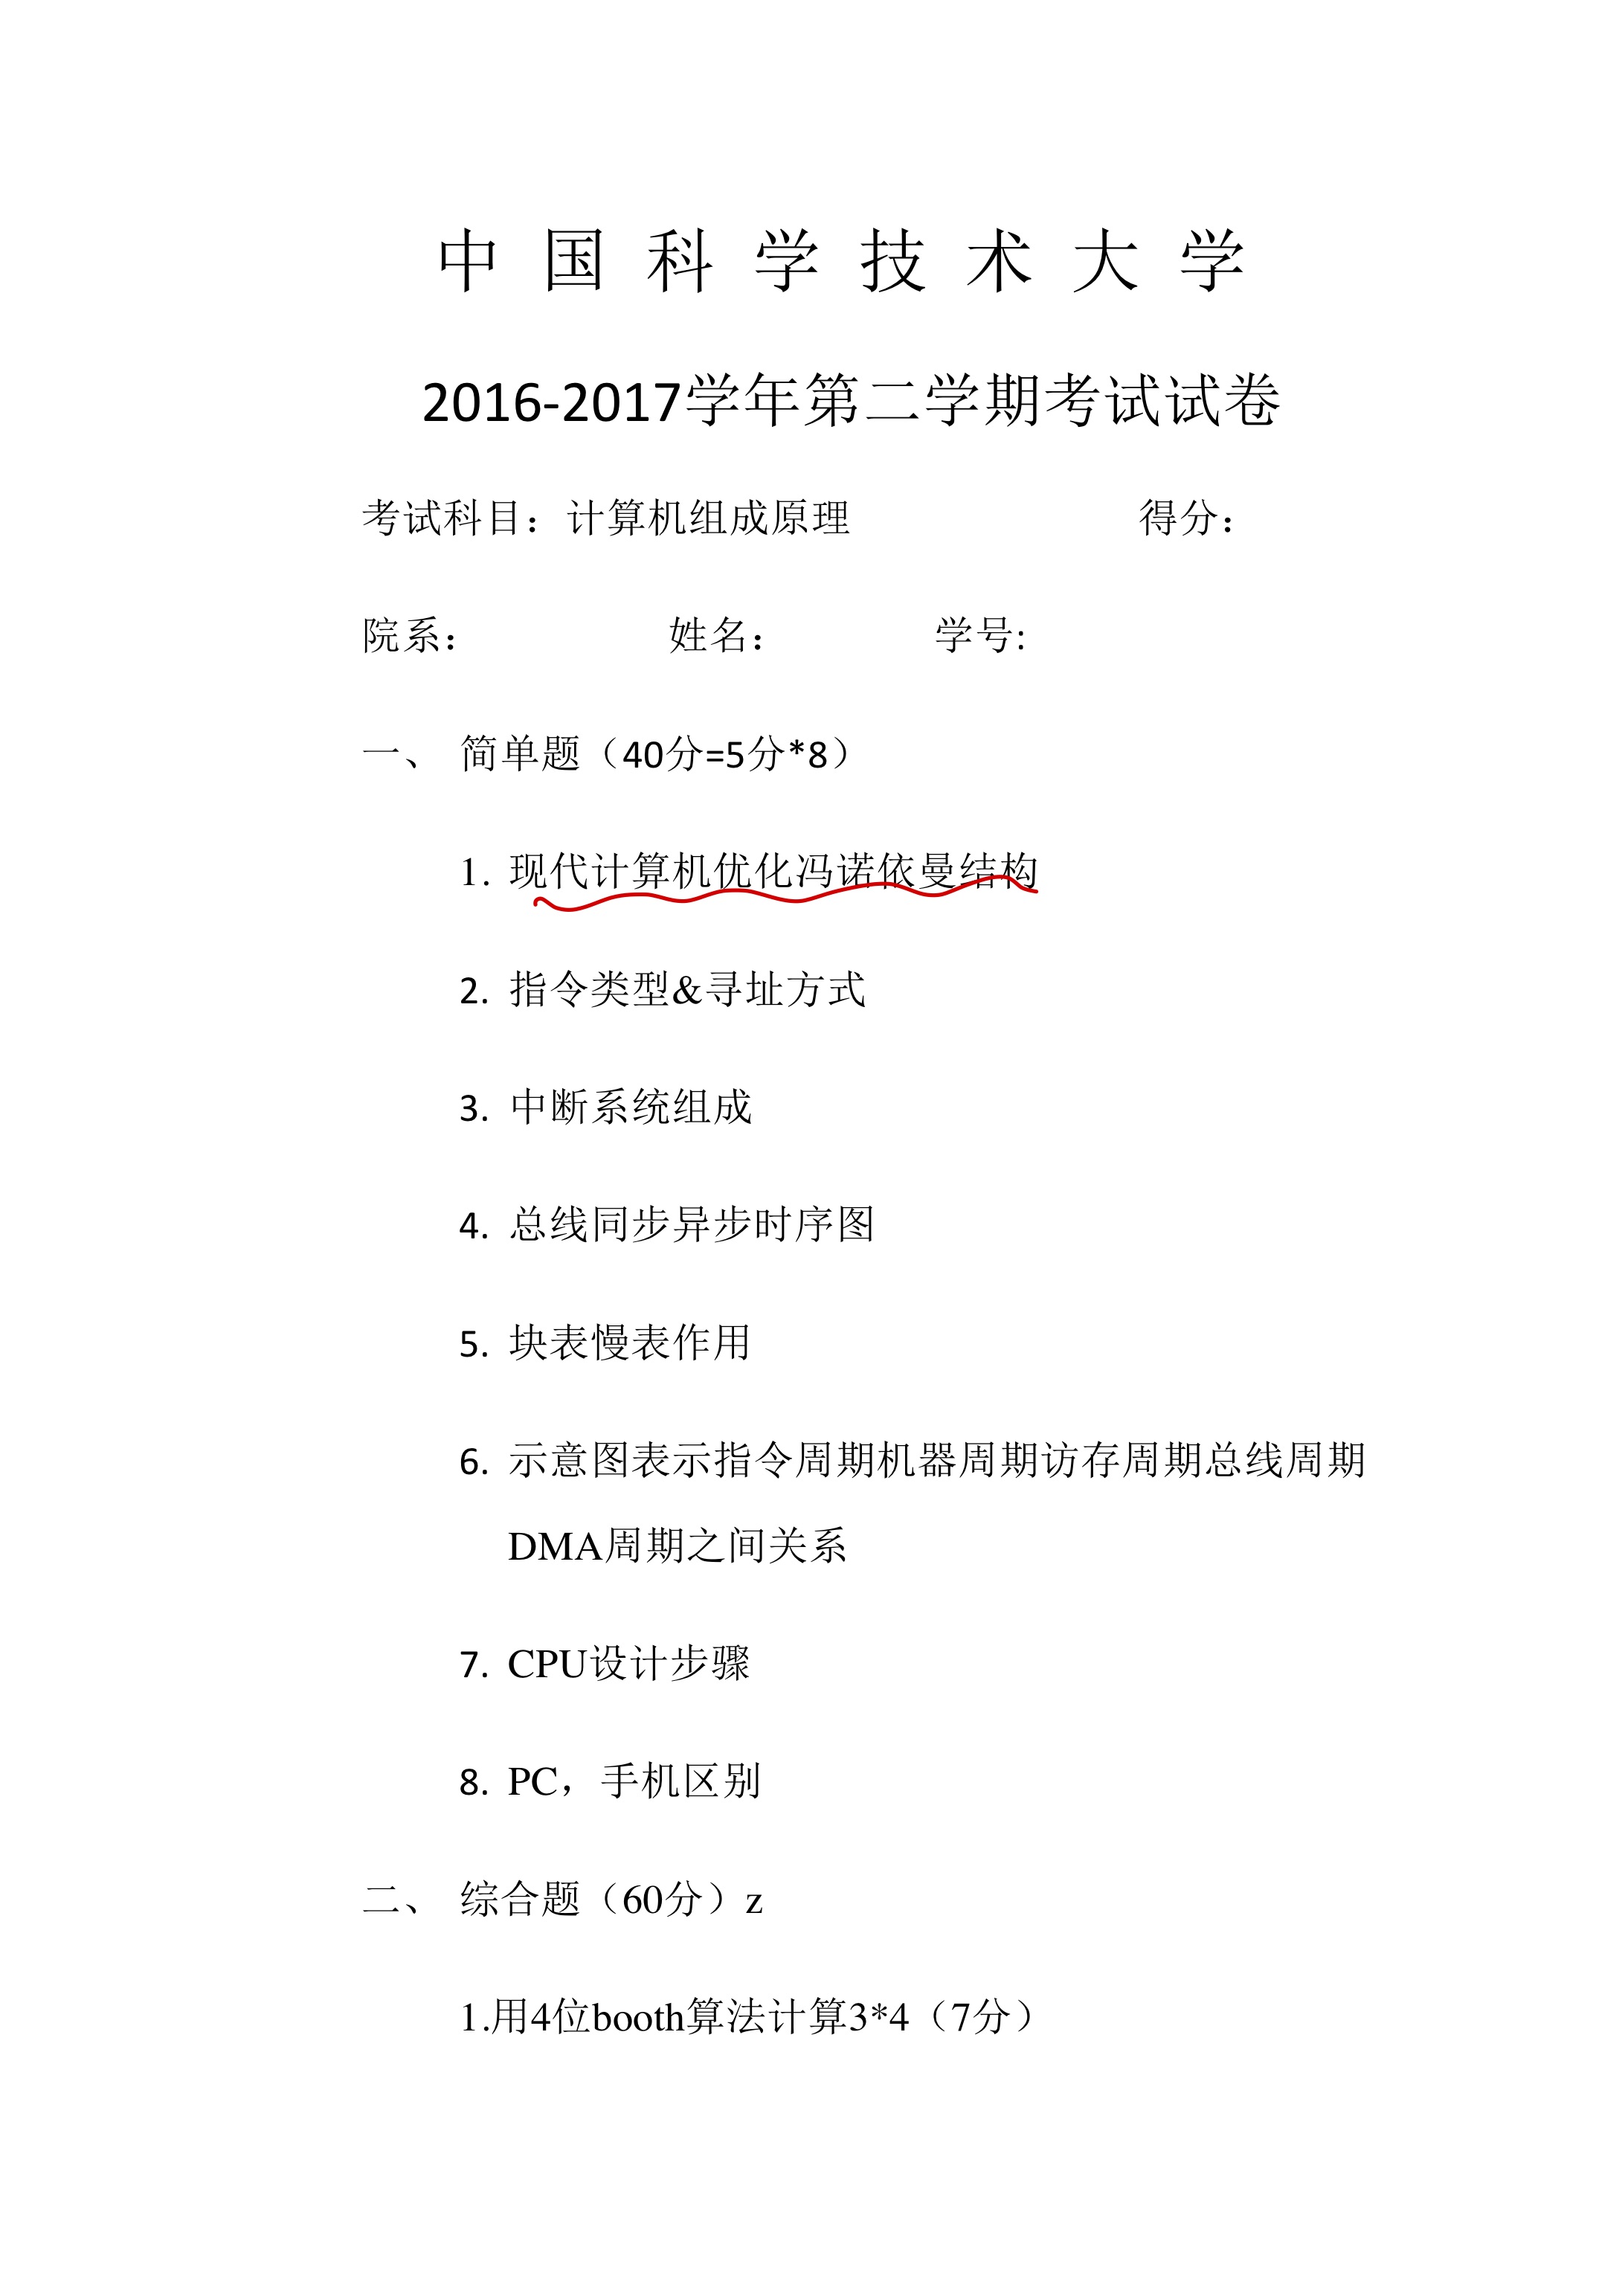 中 国 科 学 技 术 大 学
2016-2017学年第二学期考试试卷
考试科目：计算机组成原理 得分：
院系： 姓名： 学号:
一、 简单题（40分=5分*8）
1. 现代计算机优化冯诺依曼结构
2. 指令类型&寻址方式
3. 中断系统组成
4. 总线同步异步时序图
5. 块表慢表作用
6. 示意图表示指令周期机器周期访存周期总线周期
DMA周期之间关系
7. CPU设计步骤
8. PC，手机区别
二、 综合题（60分）z
1.用4位booth算法计算3*4（7分）